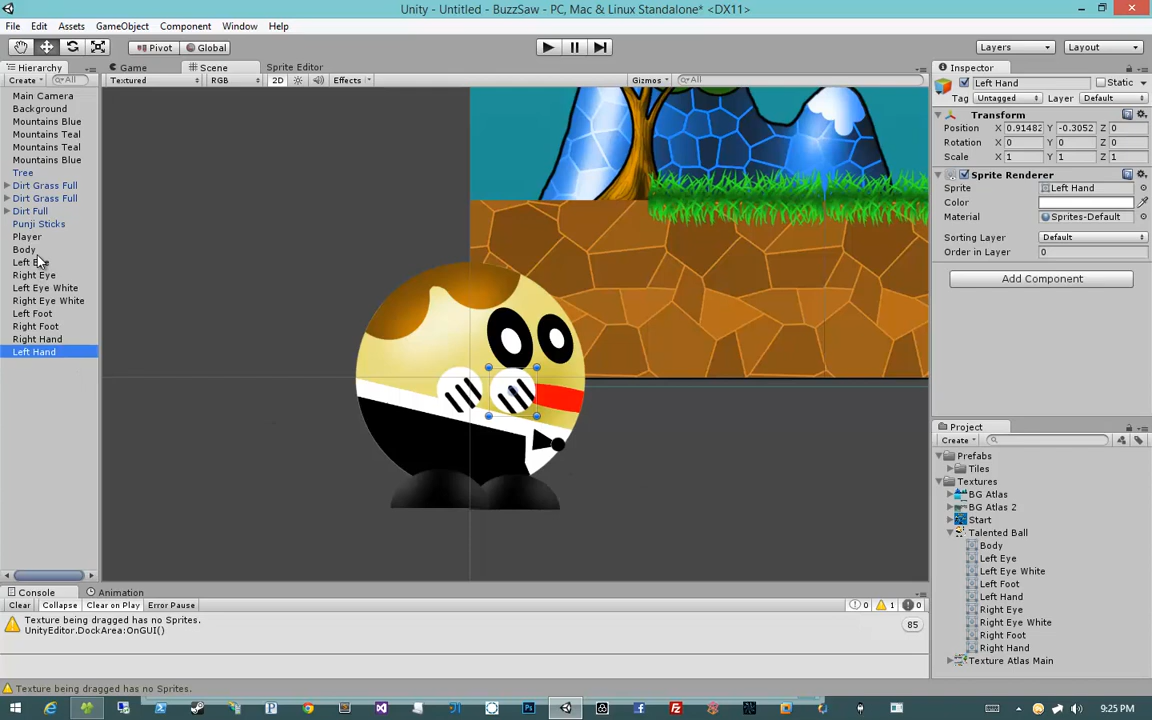 Unity - Untitled - BuzzSaw - PC, Mac & Linux Standalone* <DX11>
File Edit Assets GameObject Component Window Help
Pivot Global Layers Layout
Hierarchy Game Scene Sprite Editor Inspector
Create All Textured RGB 2D Effects Gizmos All
Left Hand Static
Tag Untagged Layer Default
Transform
Position X 0.91482 Y -0.3052 Z 0
Rotation X 0 Y 0 Z 0
Scale X 1 Y 1 Z 1
Sprite Renderer
Sprite Left Hand
Color
Material Sprites-Default
Sorting Layer Default
Order in Layer 0
Add Component
Main Camera
Background
Mountains Blue
Mountains Teal
Mountains Teal
Mountains Blue
Tree
Dirt Grass Full
Dirt Grass Full
Dirt Full
Punji Sticks
Player
Body
Left Eye
Right Eye
Left Eye White
Right Eye White
Left Foot
Right Foot
Right Hand
Left Hand
Project
Create
Prefabs
Tiles
Textures
BG Atlas
BG Atlas 2
Start
Talented Ball
Body
Left Eye
Left Eye White
Left Foot
Left Hand
Right Eye
Right Eye White
Right Foot
Right Hand
Texture Atlas Main
Console Animation
Clear Collapse Clear on Play Error Pause 0 1 0
Texture being dragged has no Sprites.
UnityEditor.DockArea:OnGUI()
85
Texture being dragged has no Sprites.
9:25 PM